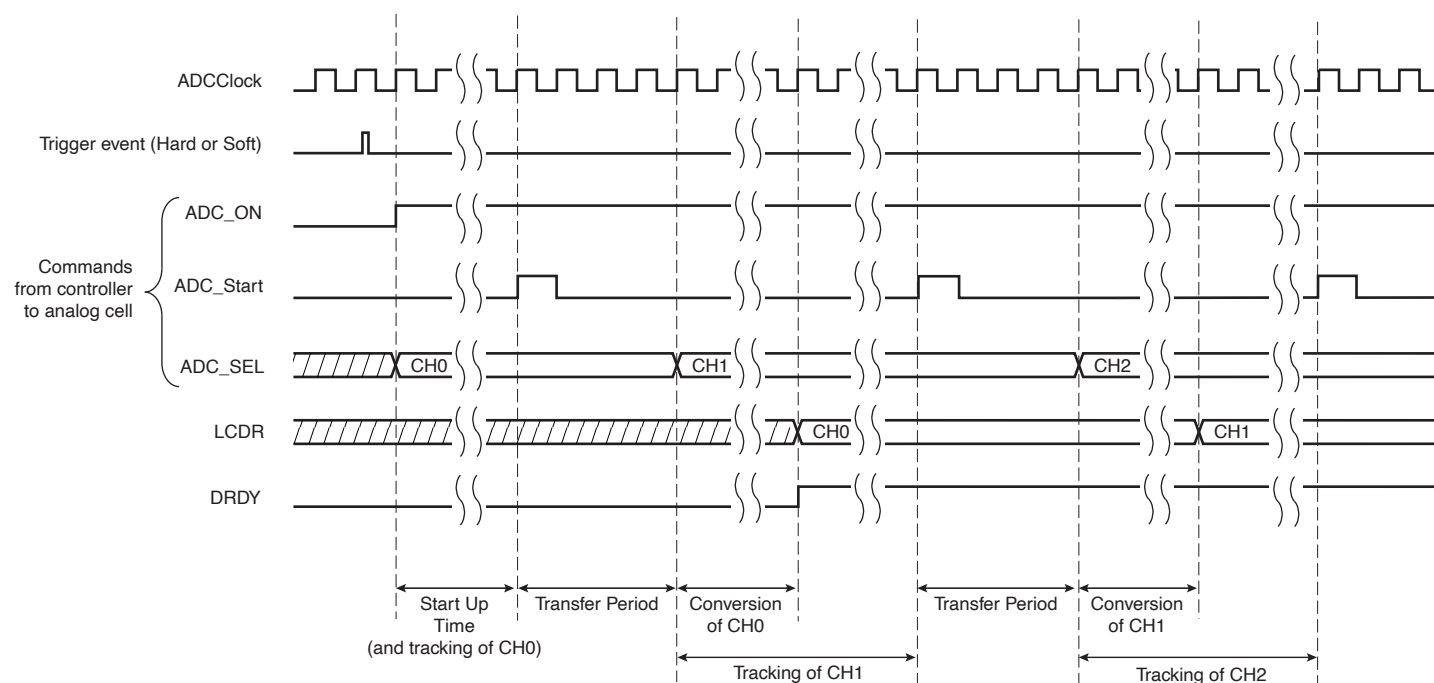 ADCClock
Trigger event (Hard or Soft)
ADC_ON
Commands
from controller
to analog cell
ADC_Start
ADC_SEL
CH0
CH1
CH2
LCDR
CH0
CH1
DRDY
Start Up
Time
(and tracking of CH0)
Transfer Period
Conversion
of CH0
Transfer Period
Conversion
of CH1
Tracking of CH1
Tracking of CH2